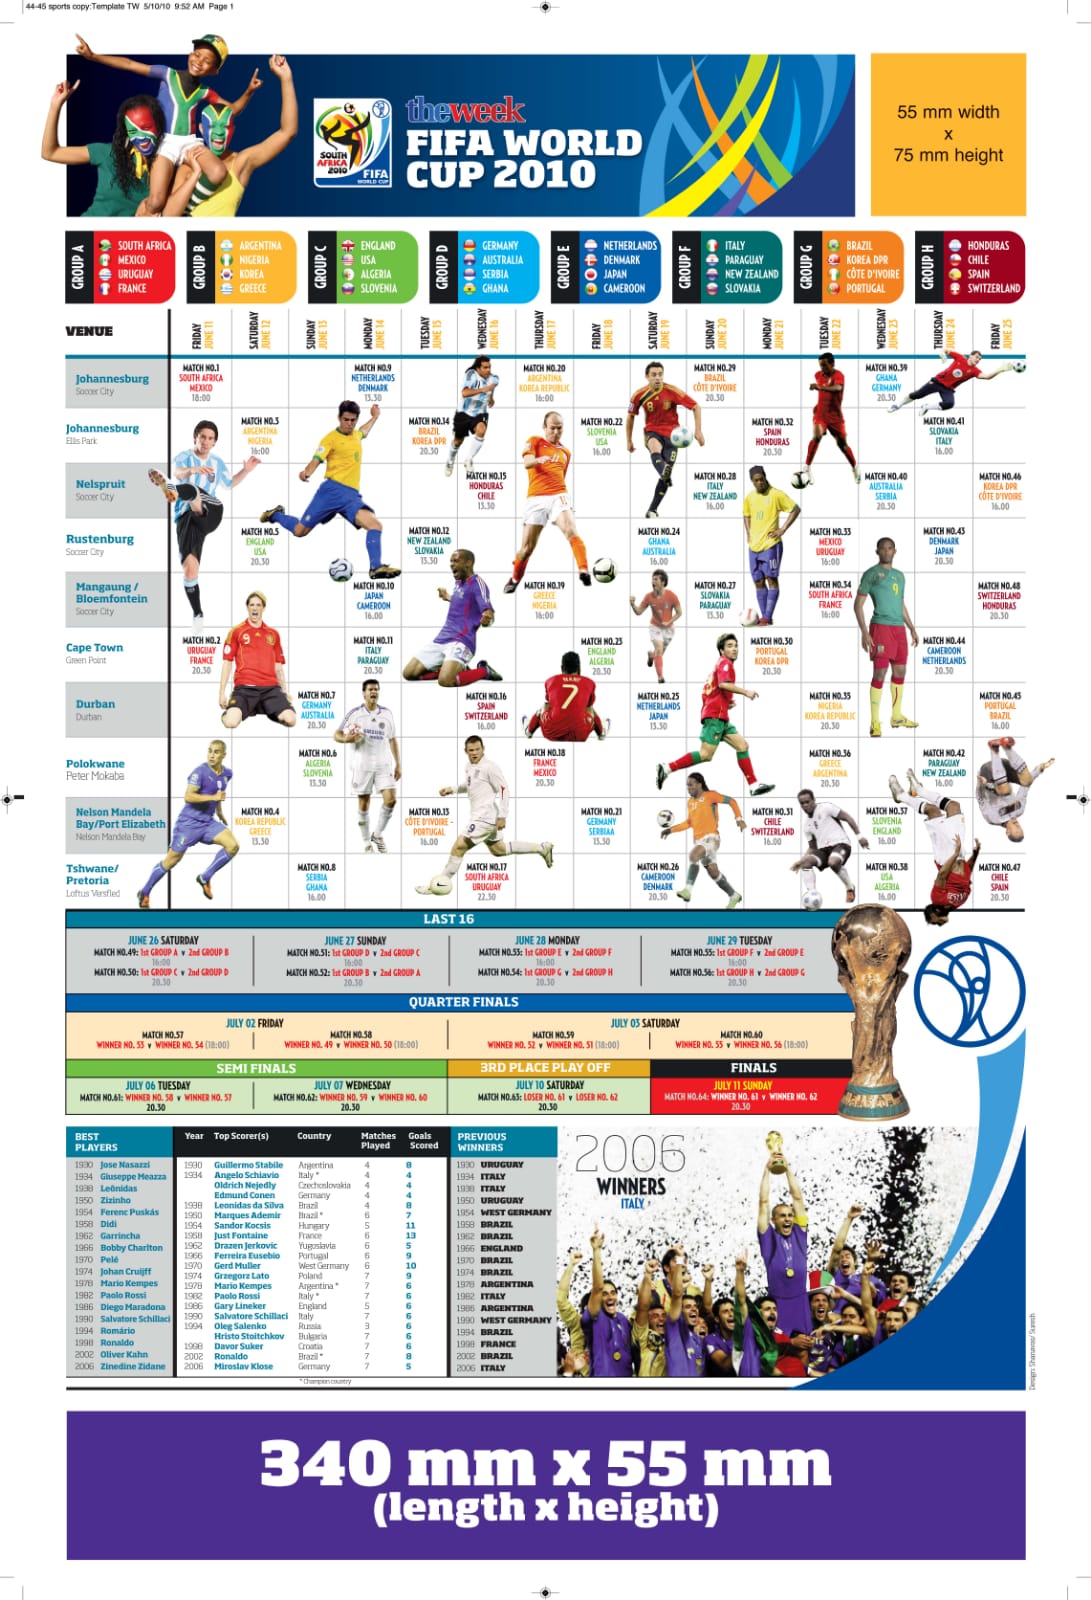 44-45 sports copy:Template TW 5/10/10 9:52 AM Page 1
SOUTH AFRICA 2010
FIFA
WORLD CUP
theweek
FIFA WORLD
CUP 2010
55 mm width
x
75 mm height
GROUP A
SOUTH AFRICA
MEXICO
URUGUAY
FRANCE
GROUP B
ARGENTINA
NIGERIA
KOREA
GREECE
GROUP C
ENGLAND
USA
ALGERIA
SLOVENIA
GROUP D
GERMANY
AUSTRALIA
SERBIA
GHANA
GROUP E
NETHERLANDS
DENMARK
JAPAN
CAMEROON
GROUP F
ITALY
PARAGUAY
NEW ZEALAND
SLOVAKIA
GROUP G
BRAZIL
KOREA DPR
CÔTE D'IVOIRE
PORTUGAL
GROUP H
HONDURAS
CHILE
SPAIN
SWITZERLAND
VENUE
FRIDAY JUNE 11
SATURDAY JUNE 12
SUNDAY JUNE 13
MONDAY JUNE 14
TUESDAY JUNE 15
WEDNESDAY JUNE 16
THURSDAY JUNE 17
FRIDAY JUNE 18
SATURDAY JUNE 19
SUNDAY JUNE 20
MONDAY JUNE 21
TUESDAY JUNE 22
WEDNESDAY JUNE 23
THURSDAY JUNE 24
FRIDAY JUNE 25
Johannesburg
Soccer City
MATCH NO.1
SOUTH AFRICA
MEXICO
18:00
MATCH NO.9
NETHERLANDS
DENMARK
13.30
MATCH NO.20
ARGENTINA
KOREA REPUBLIC
16:00
MATCH NO.29
BRAZIL
CÔTE D'IVOIRE
20.30
MATCH NO.39
GHANA
GERMANY
20.30
Johannesburg
Ellis Park
MATCH NO.3
ARGENTINA
NIGERIA
16:00
MATCH NO.14
BRAZIL
KOREA DPR
20.30
MATCH NO.22
SLOVENIA
USA
16.00
MATCH NO.32
SPAIN
HONDURAS
20.30
MATCH NO.41
SLOVAKIA
ITALY
16.00
Nelspruit
Soccer City
MATCH NO.15
HONDURAS
CHILE
13.30
MATCH NO.28
ITALY
NEW ZEALAND
16.00
MATCH NO.40
AUSTRALIA
SERBIA
20.30
MATCH NO.46
KOREA DPR
CÔTE D'IVOIRE
16.00
Rustenburg
Soccer City
MATCH NO.5
ENGLAND
USA
20.30
MATCH NO.12
NEW ZEALAND
SLOVAKIA
13.30
MATCH NO.24
GHANA
AUSTRALIA
16.00
MATCH NO.33
MEXICO
URUGUAY
16:00
MATCH NO.43
DENMARK
JAPAN
20.30
Mangaung /
Bloemfontein
Soccer City
MATCH NO.10
JAPAN
CAMEROON
16.00
MATCH NO.19
GREECE
NIGERIA
16:00
MATCH NO.27
SLOVAKIA
PARAGUAY
13.30
MATCH NO.34
SOUTH AFRICA
FRANCE
16:00
MATCH NO.48
SWITZERLAND
HONDURAS
20.30
Cape Town
Green Point
MATCH NO.2
URUGUAY
FRANCE
20.30
MATCH NO.11
ITALY
PARAGUAY
20.30
MATCH NO.23
ENGLAND
ALGERIA
20.30
MATCH NO.30
PORTUGAL
KOREA DPR
20.30
MATCH NO.44
CAMEROON
NETHERLANDS
20.30
Durban
Durban
MATCH NO.7
GERMANY
AUSTRALIA
20.30
MATCH NO.16
SPAIN
SWITZERLAND
16.00
7
MATCH NO.25
NETHERLANDS
JAPAN
13.30
MATCH NO.35
NIGERIA
KOREA REPUBLIC
20.30
MATCH NO.45
PORTUGAL
BRAZIL
16.00
Polokwane
Peter Mokaba
MATCH NO.6
ALGERIA
SLOVENIA
13.30
MATCH NO.18
FRANCE
MEXICO
20.30
MATCH NO.36
GREECE
ARGENTINA
20.30
MATCH NO.42
PARAGUAY
NEW ZEALAND
16.00
Nelson Mandela
Bay/Port Elizabeth
Nelson Mandela Bay
MATCH NO.4
KOREA REPUBLIC
GREECE
13.30
MATCH NO.13
CÔTE D'IVOIRE -
PORTUGAL
16.00
MATCH NO.21
GERMANY
SERBIAA
13.30
MATCH NO.31
CHILE
SWITZERLAND
16.00
MATCH NO.37
SLOVENIA
ENGLAND
16.00
Tshwane/
Pretoria
Loftus Versfled
MATCH NO.8
SERBIA
GHANA
16.00
MATCH NO.17
SOUTH AFRICA
URUGUAY
22.30
MATCH NO.26
CAMEROON
DENMARK
20.30
MATCH NO.38
USA
ALGERIA
16.00
MATCH NO.47
CHILE
SPAIN
20.30
LAST 16
JUNE 26 SATURDAY
MATCH NO.49: 1st GROUP A v 2nd GROUP B
16:00
MATCH NO.50: 1st GROUP C v 2nd GROUP D
20.30
JUNE 27 SUNDAY
MATCH NO.51: 1st GROUP D v 2nd GROUP C
16:00
MATCH NO.52: 1st GROUP B v 2nd GROUP A
20.30
JUNE 28 MONDAY
MATCH NO.53: 1st GROUP E v 2nd GROUP F
16:00
MATCH NO.54: 1st GROUP G v 2nd GROUP H
20.30
JUNE 29 TUESDAY
MATCH NO.55: 1st GROUP F v 2nd GROUP E
16:00
MATCH NO.56: 1st GROUP H v 2nd GROUP G
20.30
QUARTER FINALS
JULY 02 FRIDAY
MATCH NO.57
WINNER NO. 53 v WINNER NO. 54 (18:00)
MATCH NO.58
WINNER NO. 49 v WINNER NO. 50 (18:00)
JULY 03 SATURDAY
MATCH NO.59
WINNER NO. 52 v WINNER NO. 51 (18:00)
MATCH NO.60
WINNER NO. 55 v WINNER NO. 56 (18:00)
SEMI FINALS
JULY 06 TUESDAY
MATCH NO.61: WINNER NO. 58 v WINNER NO. 57
20.30
JULY 07 WEDNESDAY
MATCH NO.62: WINNER NO. 59 v WINNER NO. 60
20.30
3RD PLACE PLAY OFF
JULY 10 SATURDAY
MATCH NO.63: LOSER NO. 61 v LOSER NO. 62
20.30
FINALS
JULY 11 SUNDAY
MATCH NO.64: WINNER NO. 61 v WINNER NO. 62
20.30
BEST
PLAYERS
1930 Jose Nasazzi
1934 Giuseppe Meazza
1938 Leônidas
1950 Zizinho
1954 Ferenc Puskás
1958 Didi
1962 Garrincha
1966 Bobby Charlton
1970 Pelé
1974 Johan Cruijff
1978 Mario Kempes
1982 Paolo Rossi
1986 Diego Maradona
1990 Salvatore Schillaci
1994 Romário
1998 Ronaldo
2002 Oliver Kahn
2006 Zinedine Zidane
Year Top Scorer(s) Country Matches Played Goals Scored
1930 Guillermo Stabile Argentina 4 8
1934 Angelo Schiavio Italy * 4 4
Oldrich Nejedly Czechoslovakia 4 4
Edmund Conen Germany 4 4
1938 Leonidas da Silva Brazil 4 8
1950 Marques Ademir Brazil * 6 7
1954 Sandor Kocsis Hungary 5 11
1958 Just Fontaine France 6 13
1962 Drazen Jerkovic Yugoslavia 6 5
1966 Ferreira Eusebio Portugal 6 9
1970 Gerd Muller West Germany 6 10
1974 Grzegorz Lato Poland 7 9
1978 Mario Kempes Argentina * 7 6
1982 Paolo Rossi Italy * 7 6
1986 Gary Lineker England 5 6
1990 Salvatore Schillaci Italy 7 6
1994 Oleg Salenko Russia 3 6
Hristo Stoitchkov Bulgaria 7 6
1998 Davor Suker Croatia 7 6
2002 Ronaldo Brazil * 7 8
2006 Miroslav Klose Germany 7 5
* Champion country
PREVIOUS
WINNERS
1930 URUGUAY
1934 ITALY
1938 ITALY
1950 URUGUAY
1954 WEST GERMANY
1958 BRAZIL
1962 BRAZIL
1966 ENGLAND
1970 BRAZIL
1974 BRAZIL
1978 ARGENTINA
1982 ITALY
1986 ARGENTINA
1990 WEST GERMANY
1994 BRAZIL
1998 FRANCE
2002 BRAZIL
2006 ITALY
2006
WINNERS
ITALY
340 mm x 55 mm
(length x height)